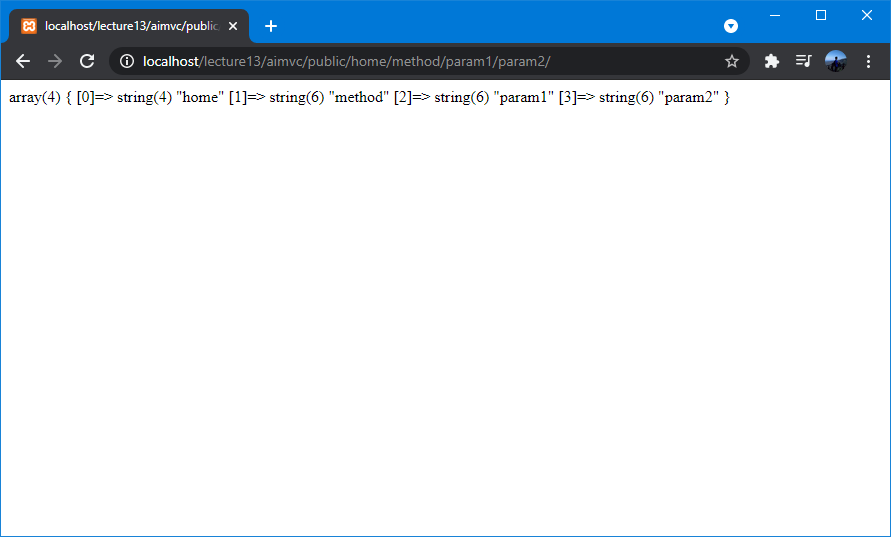 localhost/lecture13/aimvc/public
localhost/lecture13/aimvc/public/home/method/param1/param2/
array(4) { [0]=> string(4) "home" [1]=> string(6) "method" [2]=> string(6) "param1" [3]=> string(6) "param2" }